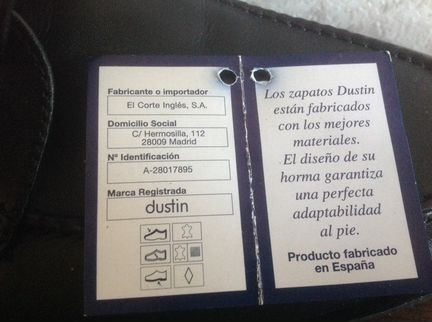 Fabricante o importador
El Corte Inglés, S.A.
Domicilio Social
C/ Hermosilla, 112
28009 Madrid
Nº Identificación
A-28017895
Marca Registrada
dustin
Los zapatos Dustin
están fabricados
con los mejores
materiales.
El diseño de su
horma garantiza
una perfecta
adaptabilidad
al pie.
Producto fabricado
en España